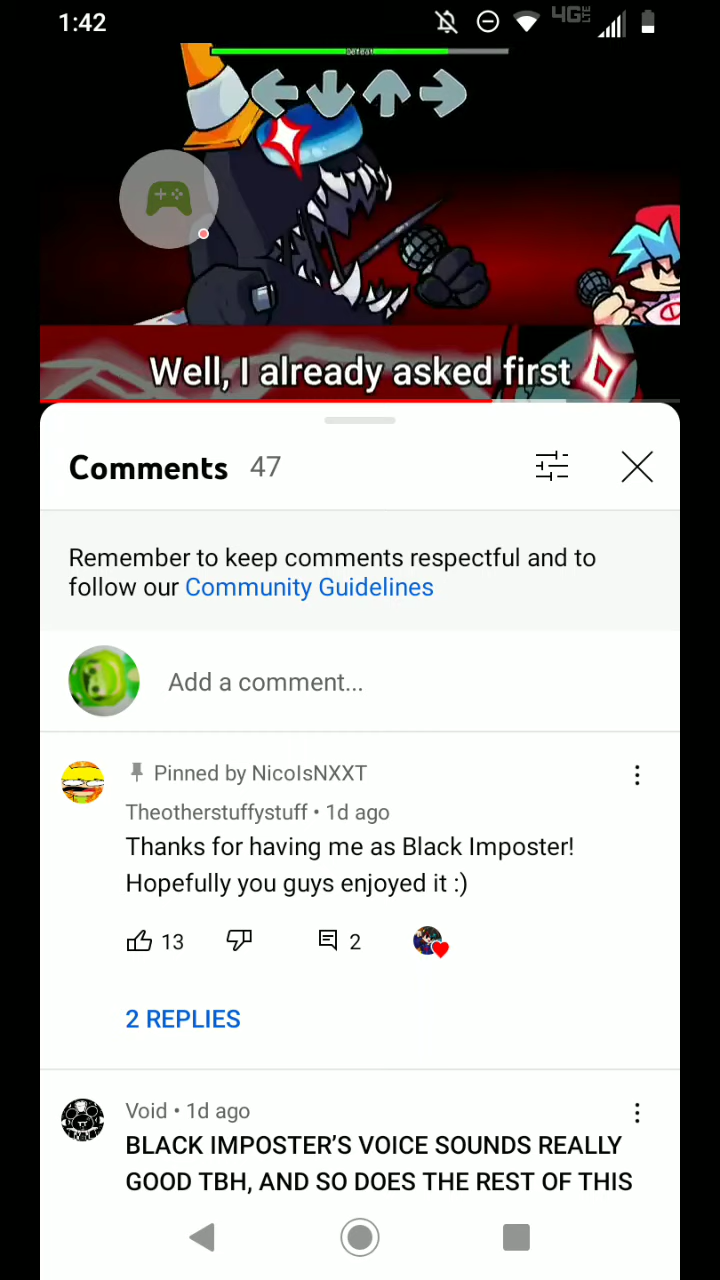 1:42
4G LTE
Well, I already asked first
Comments 47
Remember to keep comments respectful and to
follow our Community Guidelines
Add a comment...
Pinned by NicolsNXXT
Theotherstuffystuff • 1d ago
Thanks for having me as Black Imposter!
Hopefully you guys enjoyed it :)
13
2
2 REPLIES
Void • 1d ago
BLACK IMPOSTER’S VOICE SOUNDS REALLY
GOOD TBH, AND SO DOES THE REST OF THIS